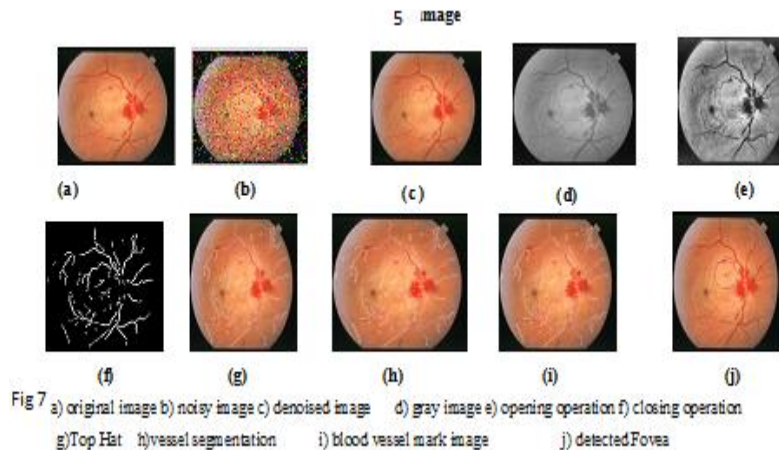 5 image
(a) (b) (c) (d) (e)
(f) (g) (h) (i) (j)
Fig 7 a) original image b) noisy image c) denoised image d) gray image e) opening operation f) closing operation
g)Top Hat h)vessel segmentation i) blood vessel mark image j) detected Fovea